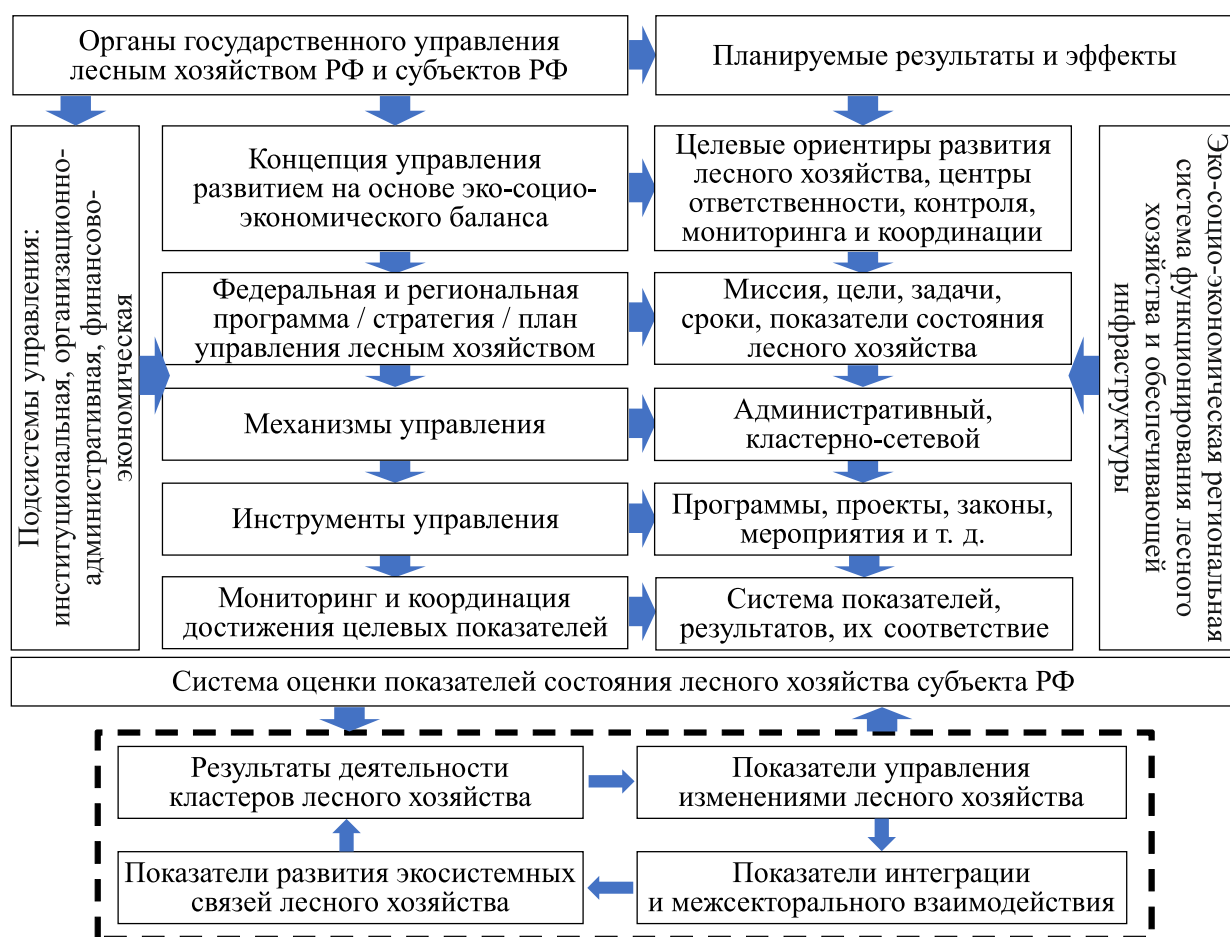 Органы государственного управления
лесным хозяйством РФ и субъектов РФ
Планируемые результаты и эффекты
Подсистемы управления:
институциональная, организационно-
административная, финансово-
экономическая
Концепция управления
развитием на основе эко-социо-
экономического баланса
Целевые ориентиры развития
лесного хозяйства, центры
ответственности, контроля,
мониторинга и координации
Федеральная и региональная
программа / стратегия / план
управления лесным хозяйством
Миссия, цели, задачи,
сроки, показатели состояния
лесного хозяйства
Механизмы управления
Административный,
кластерно-сетевой
Инструменты управления
Программы, проекты, законы,
мероприятия и т. д.
Мониторинг и координация
достижения целевых показателей
Система показателей,
результатов, их соответствие
Эко-социо-экономическая региональная
система функционирования лесного
хозяйства и обеспечивающей
инфраструктуры
Система оценки показателей состояния лесного хозяйства субъекта РФ
Результаты деятельности
кластеров лесного хозяйства
Показатели управления
изменениями лесного хозяйства
Показатели развития экосистемных
связей лесного хозяйства
Показатели интеграции
и межсекторального взаимодействия